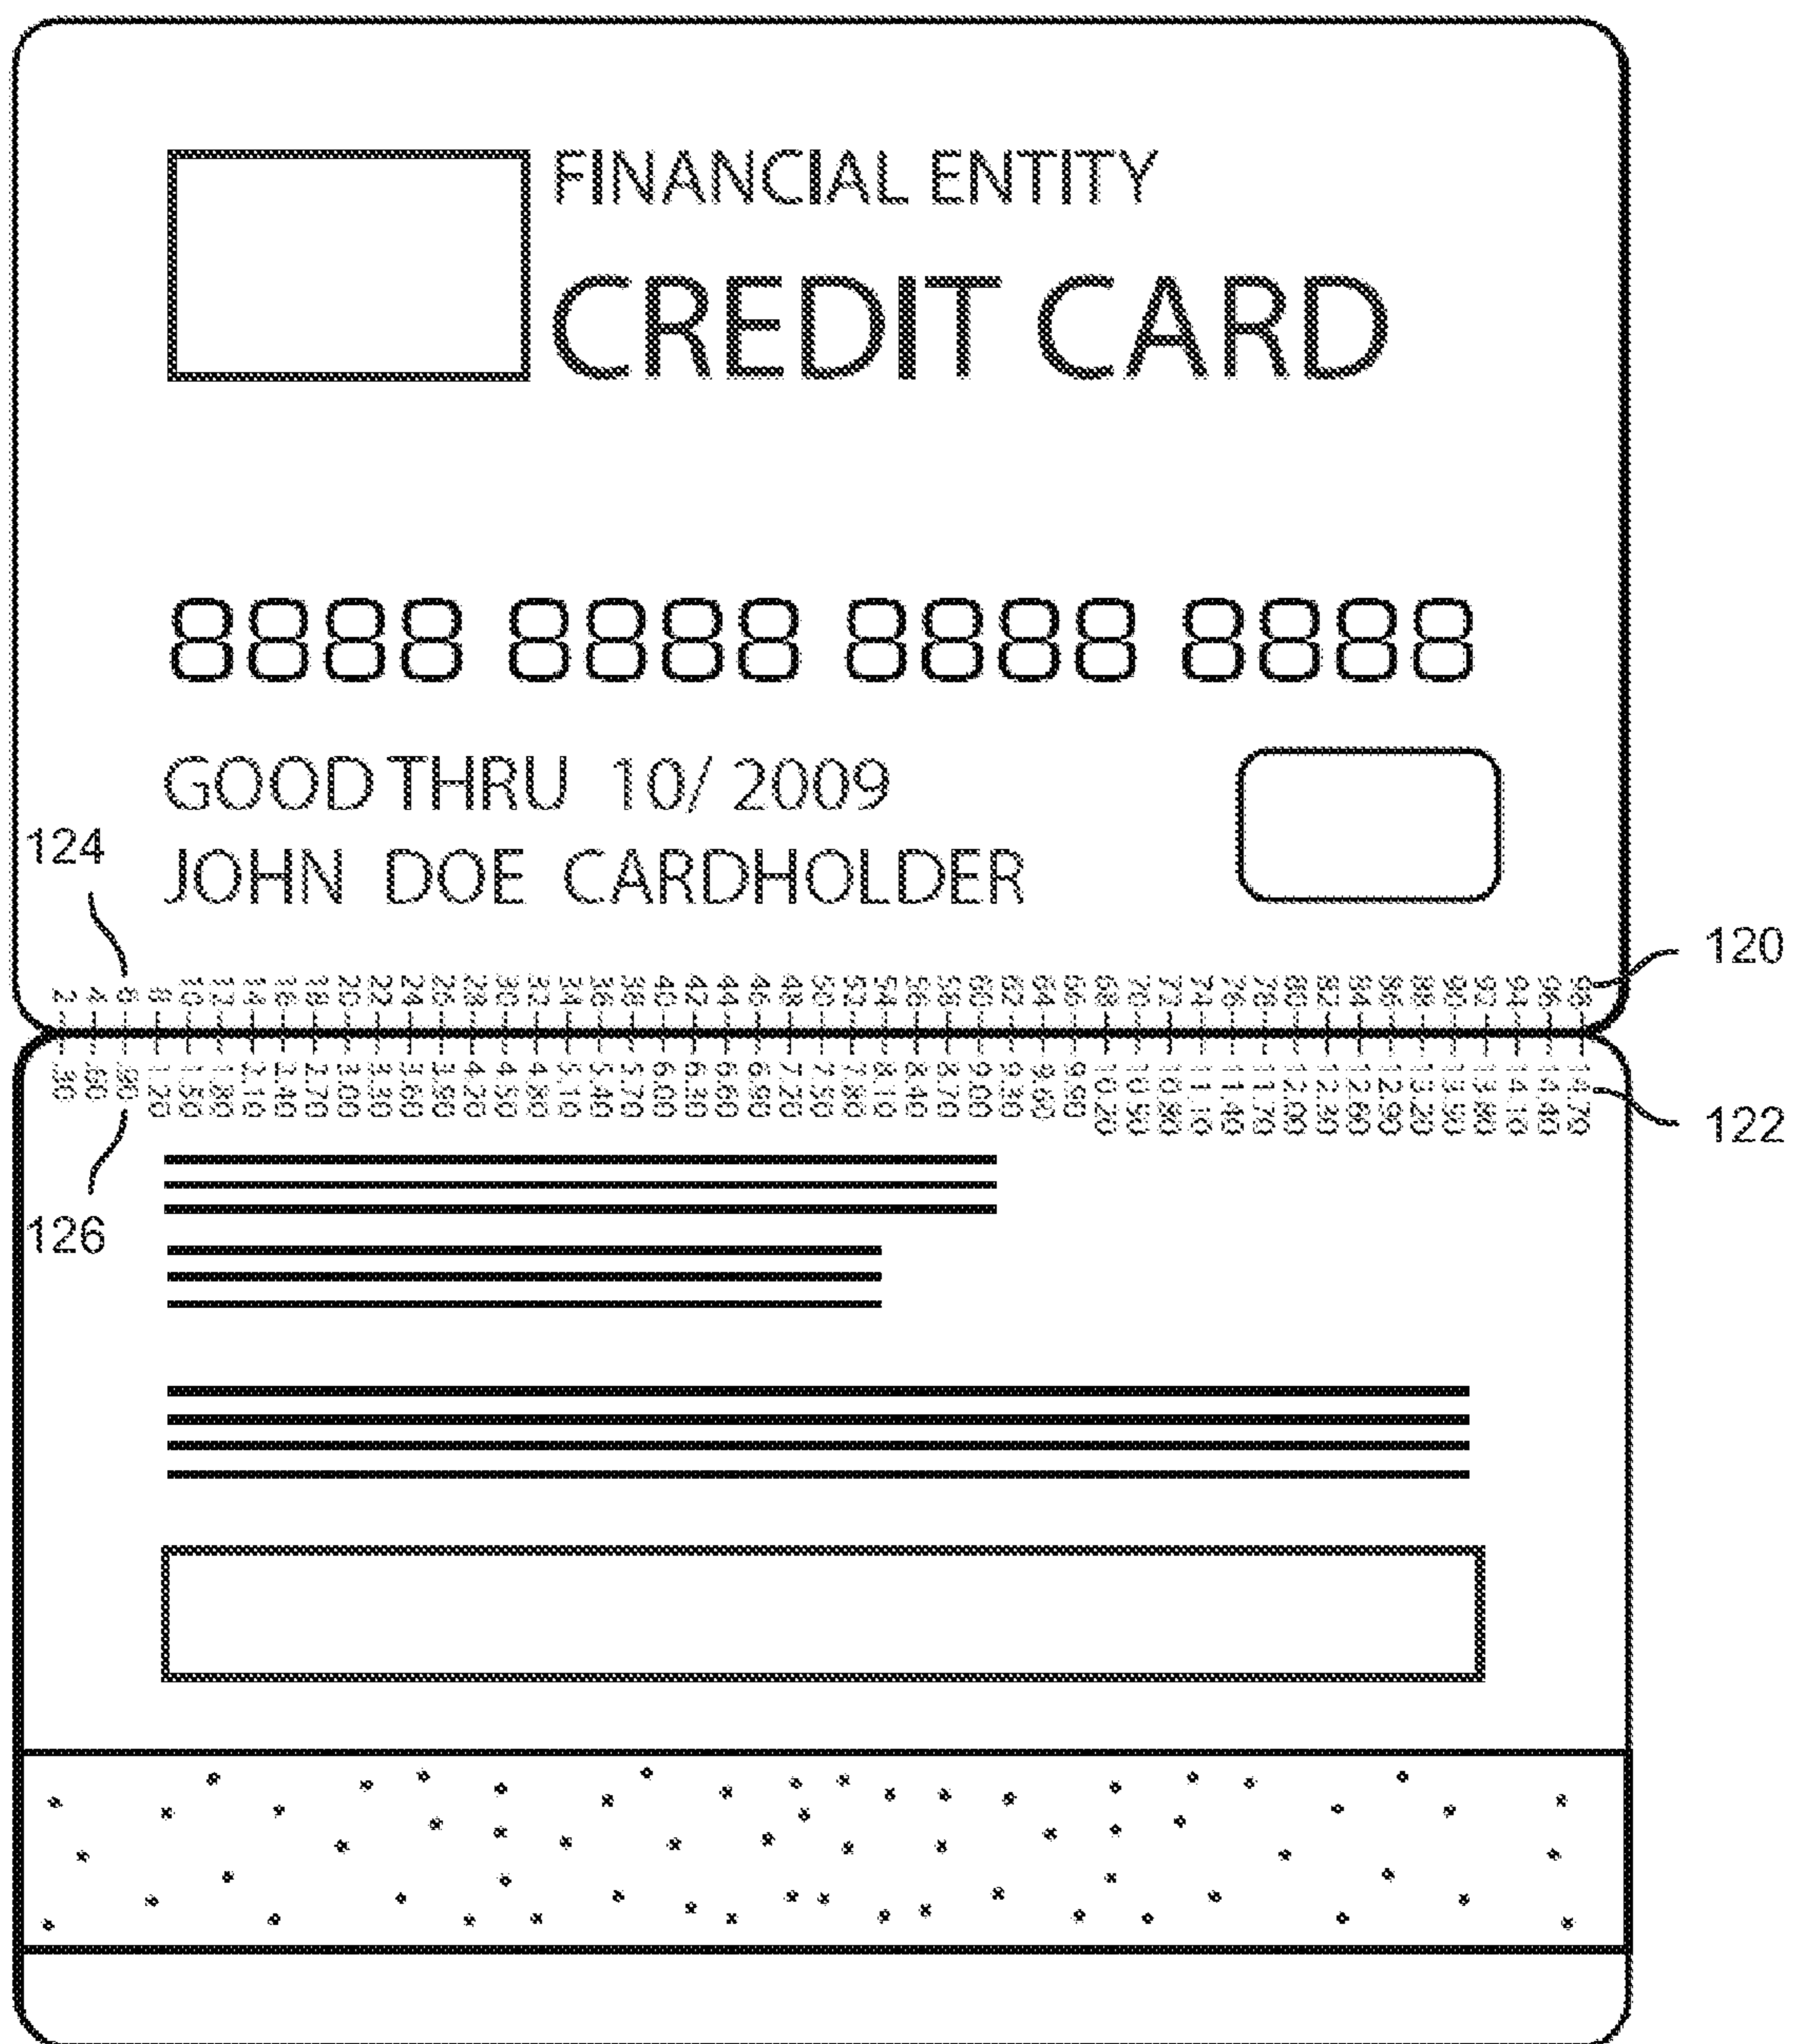 FINANCIAL ENTITY
CREDIT CARD
8888 8888 8888 8888
GOOD THRU 10/ 2009
124
JOHN DOE CARDHOLDER
120
2 4 6 8 10 12 14 16 18 20 22 24 26 28 30 32 34 36 38 40 42 44 46 48 50 52 54 56 58 60 62 64 66 68 70 72 74 76 78 80 82 84 86 88 90 92 94 96 98
.30 .60 .90 1.20 1.50 1.80 2.10 2.40 2.70 3.00 3.30 3.60 3.90 4.20 4.50 4.80 5.10 5.40 5.70 6.00 6.30 6.60 6.90 7.20 7.50 7.80 8.10 8.40 8.70 9.00 9.30 9.60 9.90 10.20 10.50 10.80 11.10 11.40 11.70 12.00 12.30 12.60 12.90 13.20 13.50 13.80 14.10 14.40 14.70
122
126